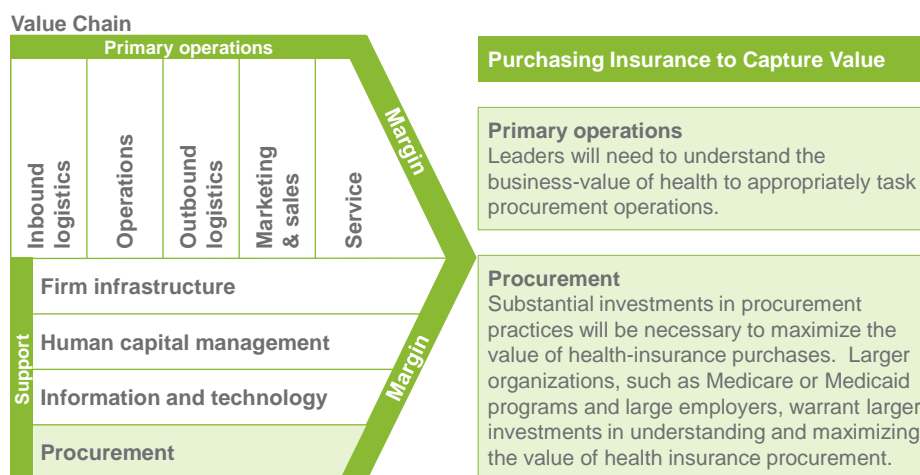 Value Chain
Primary operations
Inbound
logistics
Operations
Outbound
logistics
Marketing
& sales
Service
Margin
Support
Firm infrastructure
Human capital management
Information and technology
Procurement
Margin
Purchasing Insurance to Capture Value
Primary operations
Leaders will need to understand the
business-value of health to appropriately task
procurement operations.
Procurement
Substantial investments in procurement
practices will be necessary to maximize the
value of health-insurance purchases. Larger
organizations, such as Medicare or Medicaid
programs and large employers, warrant larger
investments in understanding and maximizing
the value of health insurance procurement.